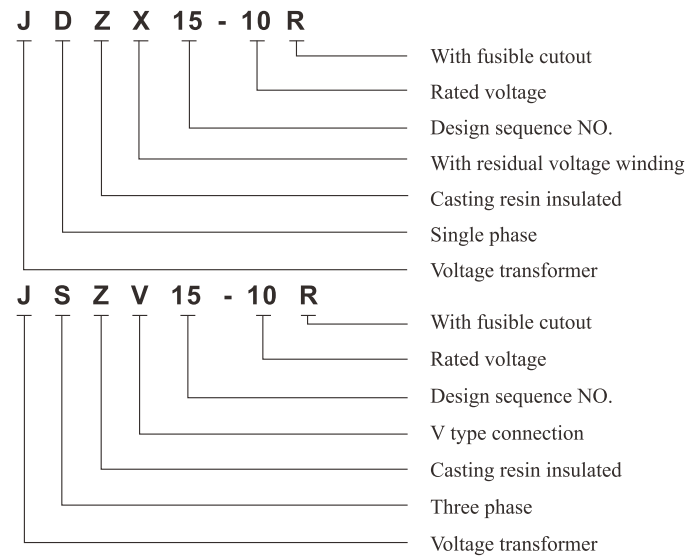 J D Z X 15 - 10 R
With fusible cutout
Rated voltage
Design sequence NO.
With residual voltage winding
Casting resin insulated
Single phase
Voltage transformer
J S Z V 15 - 10 R
With fusible cutout
Rated voltage
Design sequence NO.
V type connection
Casting resin insulated
Three phase
Voltage transformer